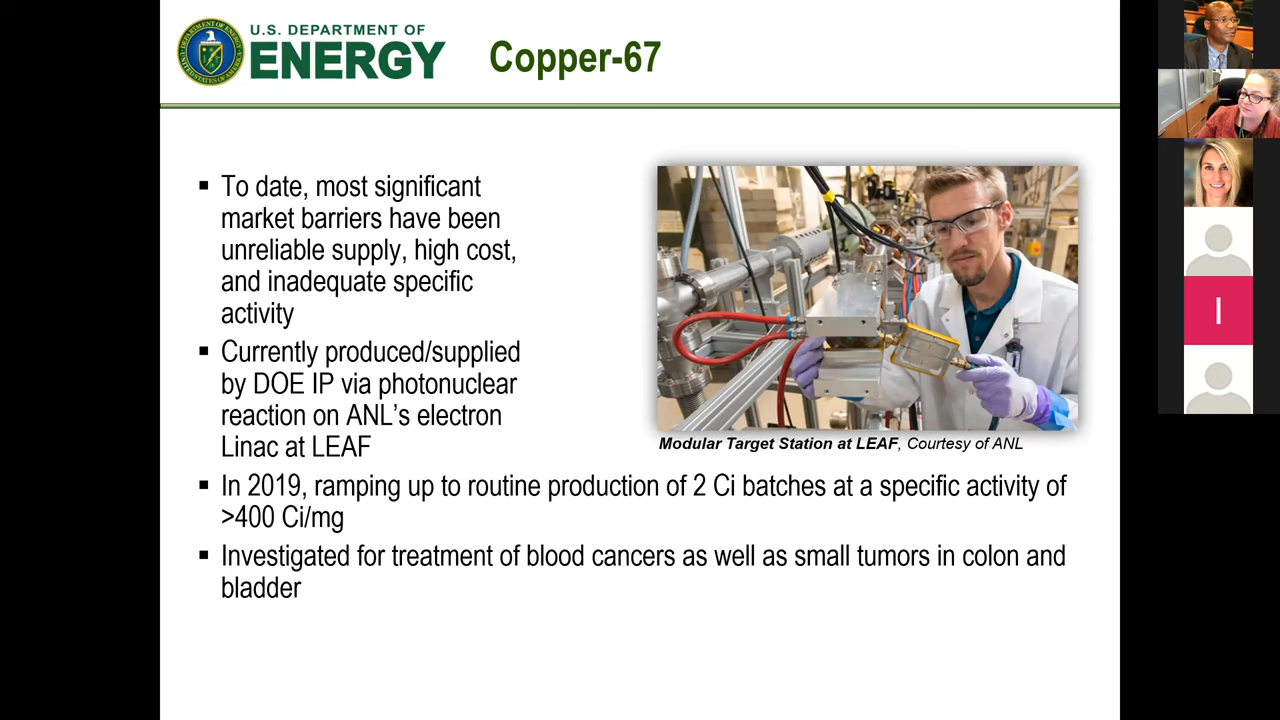 U.S. DEPARTMENT OF
ENERGY
Copper-67
▪ To date, most significant
market barriers have been
unreliable supply, high cost,
and inadequate specific
activity
▪ Currently produced/supplied
by DOE IP via photonuclear
reaction on ANL’s electron
Linac at LEAF
Modular Target Station at LEAF, Courtesy of ANL
▪ In 2019, ramping up to routine production of 2 Ci batches at a specific activity of
>400 Ci/mg
▪ Investigated for treatment of blood cancers as well as small tumors in colon and
bladder
I